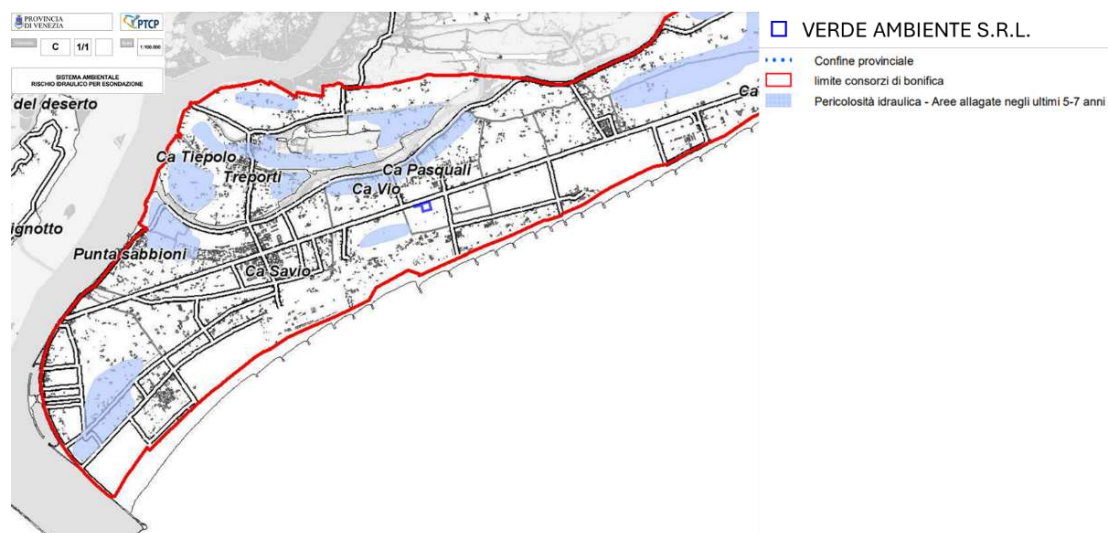 PROVINCIA
DI VENEZIA
PTCP
C 1/1 1:100.000
SISTEMA AMBIENTALE
RISCHIO IDRAULICO PER ESONDAZIONE
VERDE AMBIENTE S.R.L.
Confine provinciale
limite consorzi di bonifica
Pericolosità idraulica - Aree allagate negli ultimi 5-7 anni
del deserto
Ca
Ca Tiepolo
Treporti
Ca Pasquali
Ca Vio
ignotto
Punta sabbioni
Ca Savio